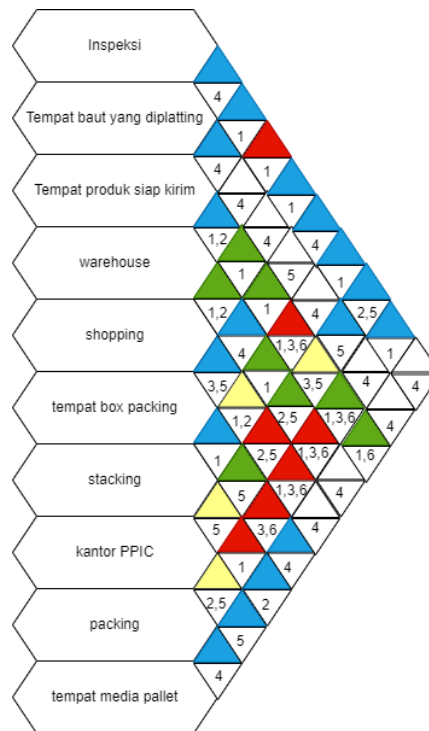 Inspeksi
4
Tempat baut yang diplatting
1
4 1
Tempat produk siap kirim
4 1
1,2 4 4
warehouse
1 5 1
1,2 1 4 2,5
shopping
4 1,3,6 5 1
3,5 1 3,5 4 4
tempat box packing
1,2 2,5 1,3,6 4
1 2,5 1,3,6 1,6
stacking
5 1,3,6 4
5 3,6 4
kantor PPIC
1 4
2,5 2
packing
5
4
tempat media pallet